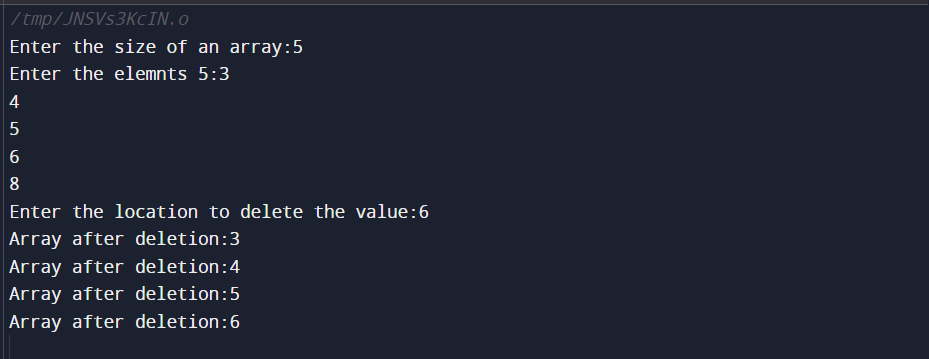 /tmp/JNSVs3KcIN.o
Enter the size of an array:5
Enter the elemnts 5:3
4
5
6
8
Enter the location to delete the value:6
Array after deletion:3
Array after deletion:4
Array after deletion:5
Array after deletion:6